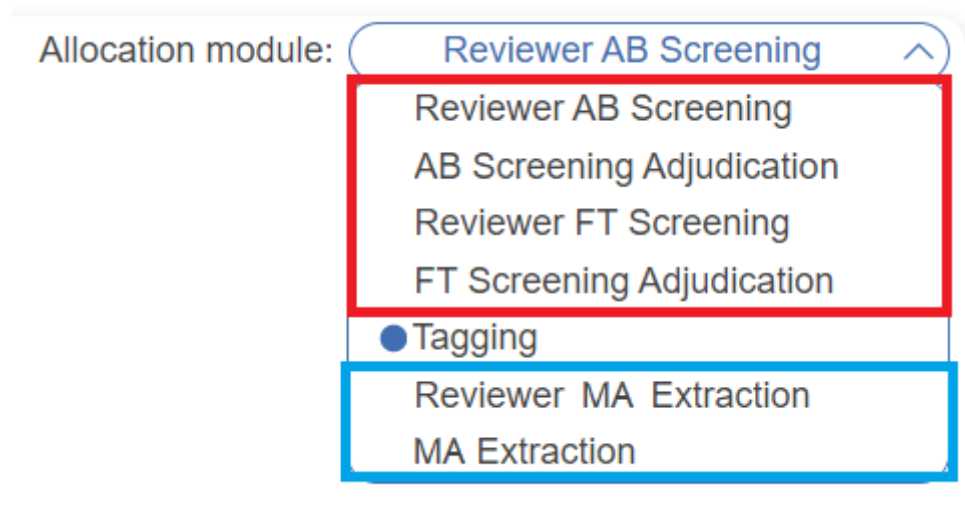 Allocation module: Reviewer AB Screening
Reviewer AB Screening
AB Screening Adjudication
Reviewer FT Screening
FT Screening Adjudication
Tagging
Reviewer MA Extraction
MA Extraction